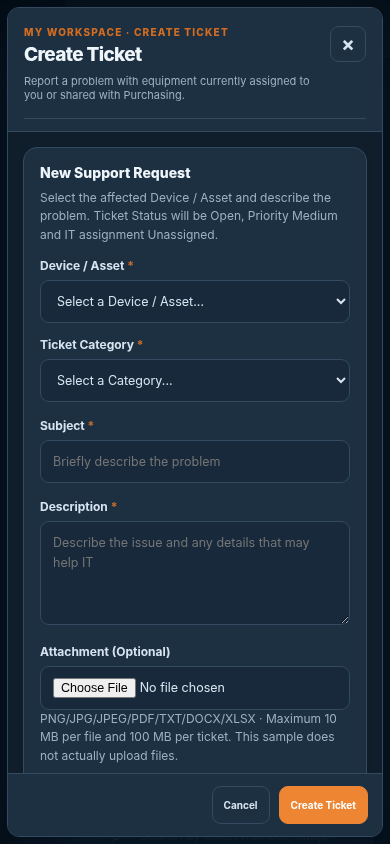 MY WORKSPACE · CREATE TICKET
Create Ticket
×
Report a problem with equipment currently assigned to
you or shared with Purchasing.
New Support Request
Select the affected Device / Asset and describe the
problem. Ticket Status will be Open, Priority Medium
and IT assignment Unassigned.
Device / Asset *
Select a Device / Asset...
Ticket Category *
Select a Category...
Subject *
Briefly describe the problem
Description *
Describe the issue and any details that may
help IT
Attachment (Optional)
Choose File No file chosen
PNG/JPG/JPEG/PDF/TXT/DOCX/XLSX · Maximum 10
MB per file and 100 MB per ticket. This sample does
not actually upload files.
Cancel
Create Ticket